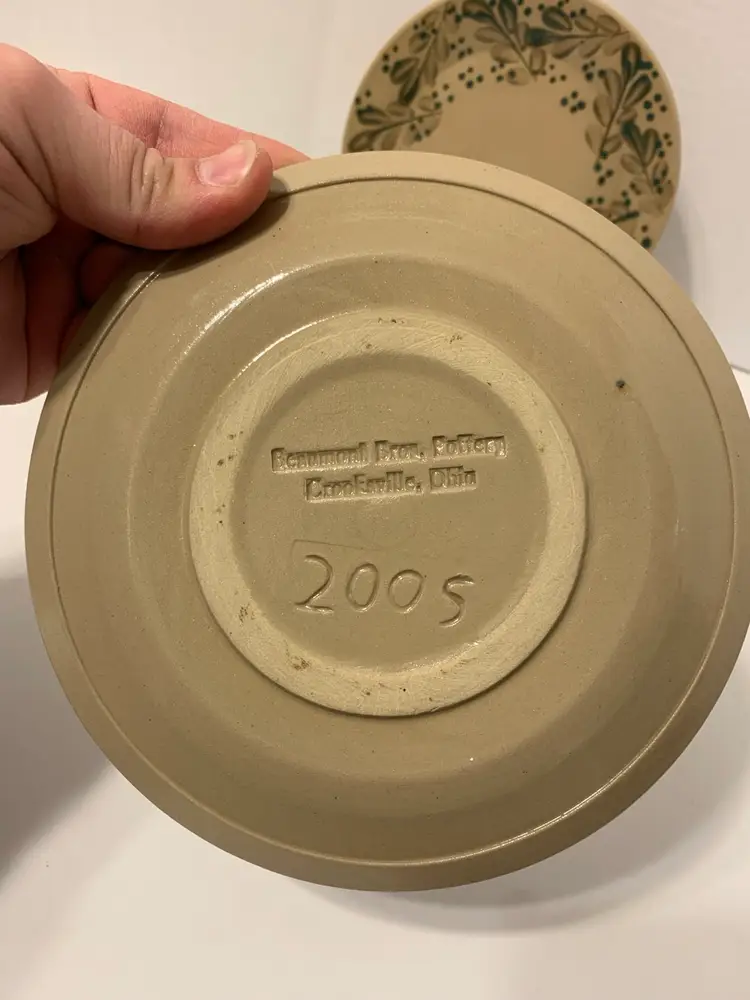 Beaumont Bros. Pottery
Crooksville, Ohio
2005